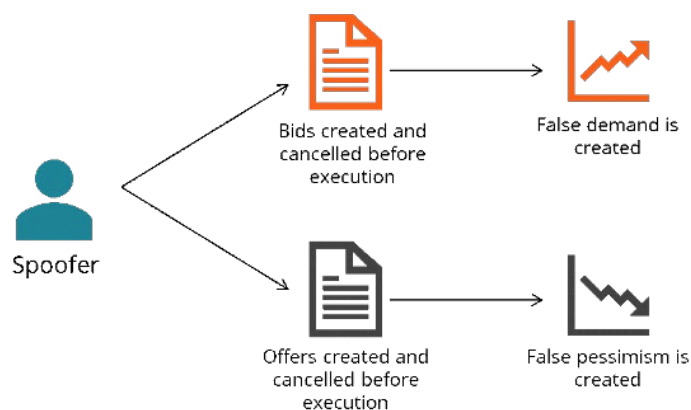 Bids created and
cancelled before
execution
False demand is
created
Spoofer
Offers created and
cancelled before
execution
False pessimism is
created